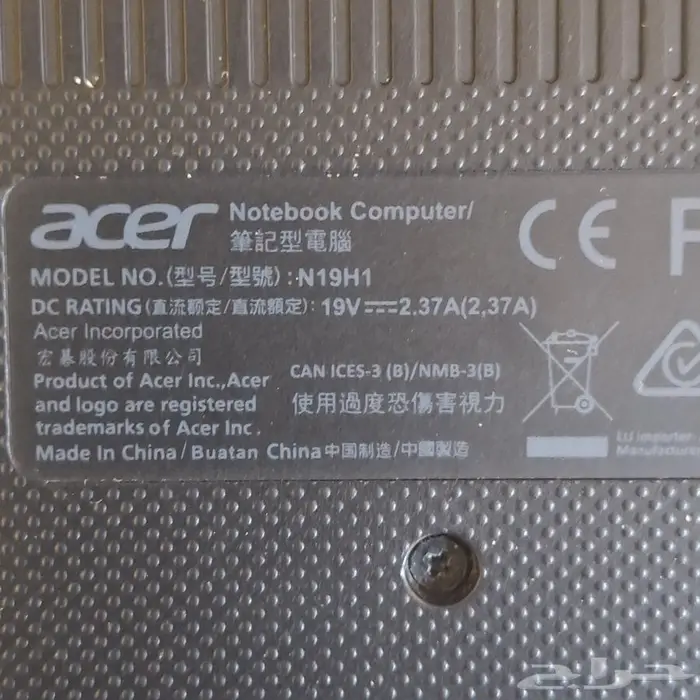 acer Notebook Computer/
筆記型電腦
MODEL NO.(型号/型號):N19H1
DC RATING(直流额定/直流額定): 19V⎓2.37A(2,37A)
Acer Incorporated
宏碁股份有限公司
Product of Acer Inc.,Acer
and logo are registered
trademarks of Acer Inc.
CAN ICES-3 (B)/NMB-3(B)
使用過度恐傷害視力
Made In China/Buatan China中国制造/中國製造
CE
F
EU importer
Manufacturer
حراج